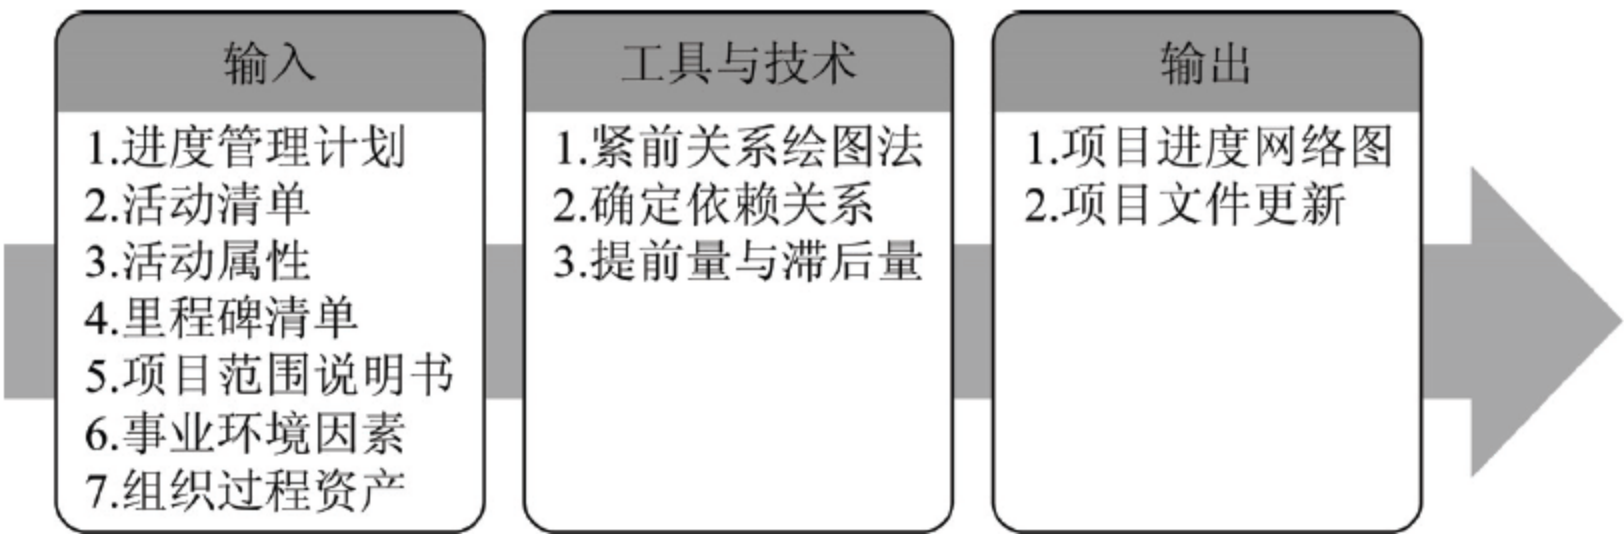 输入
1.进度管理计划
2.活动清单
3.活动属性
4.里程碑清单
5.项目范围说明书
6.事业环境因素
7.组织过程资产
工具与技术
1.紧前关系绘图法
2.确定依赖关系
3.提前量与滞后量
输出
1.项目进度网络图
2.项目文件更新